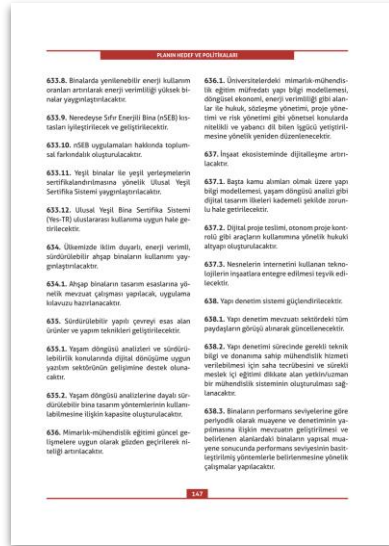 PLANIN HEDEF VE POLİTİKALARI
633.8. Binalarda yenilenebilir enerji kullanım
oranları artırılarak enerji verimliliği yüksek bi-
nalar yaygınlaştırılacaktır.
633.9. Neredeyse Sıfır Enerjili Bina (nSEB) kıs-
tasları iyileştirilecek ve geliştirilecektir.
633.10. nSEB uygulamaları hakkında toplum-
sal farkındalık oluşturulacaktır.
633.11. Yeşil binalar ile yeşil yerleşmelerin
sertifikalandırılmasına yönelik Ulusal Yeşil
Sertifika Sistemi yaygınlaştırılacaktır.
633.12. Ulusal Yeşil Bina Sertifika Sistemi
(Yes-TR) uluslararası kullanıma uygun hale ge-
tirilecektir.
634. Ülkemizde iklim duyarlı, enerji verimli,
sürdürülebilir ahşap binaların kullanımı yay-
gınlaştırılacaktır.
634.1. Ahşap binaların tasarım esaslarına yö-
nelik mevzuat çalışması yapılacak, uygulama
kılavuzu hazırlanacaktır.
635. Sürdürülebilir yapılı çevreyi esas alan
ürünler ve yapım teknikleri geliştirilecektir.
635.1. Yaşam döngüsü analizleri ve sürdürü-
lebilirlik konularında dijital dönüşüme uygun
yazılım sektörünün gelişimine destek oluna-
caktır.
635.2. Yaşam döngüsü analizlerine dayalı sür-
dürülebilir bina tasarım yöntemlerinin kullanı-
labilmesine ilişkin kapasite oluşturulacaktır.
636. Mimarlık-mühendislik eğitimi güncel ge-
lişmelere uygun olarak gözden geçirilerek ni-
teliği artırılacaktır.
636.1. Üniversitelerdeki mimarlık-mühendis-
lik eğitim müfredatı yapı bilgi modellemesi,
döngüsel ekonomi, enerji verimliliği gibi alan-
lar ile hukuk, sözleşme yönetimi, proje yöne-
timi ve risk yönetimi gibi yönetsel konularda
nitelikli ve yabancı dil bilen işgücü yetiştiril-
mesine yönelik yeniden düzenlenecektir.
637. İnşaat ekosisteminde dijitalleşme artırı-
lacaktır.
637.1. Başta kamu alımları olmak üzere yapı
bilgi modellemesi, yaşam döngüsü analizi gibi
dijital tasarım ilkeleri kademeli şekilde zorun-
lu hale getirilecektir.
637.2. Dijital proje teslimi, otonom proje kont-
rolü gibi araçların kullanımına yönelik hukuki
altyapı oluşturulacaktır.
637.3. Nesnelerin internetini kullanan tekno-
lojilerin inşaatlara entegre edilmesi teşvik edi-
lecektir.
638. Yapı denetim sistemi güçlendirilecektir.
638.1. Yapı denetim mevzuatı sektördeki tüm
paydaşların görüşü alınarak güncellenecektir.
638.2. Yapı denetimi sürecinde gerekli teknik
bilgi ve donanıma sahip mühendislik hizmeti
verilebilmesi için saha tecrübesini ve sürekli
meslek içi eğitimi dikkate alan yetkin/uzman
bir mühendislik sisteminin oluşturulması sağ-
lanacaktır.
638.3. Binaların performans seviyelerine göre
periyodik olarak muayene ve denetiminin ya-
pılmasına ilişkin mevzuatın geliştirilmesi ve
belirlenen alanlardaki binaların yapısal mua-
yene sonucunda performans seviyesinin basit-
leştirilmiş yöntemlerle belirlenmesine yönelik
çalışmalar yapılacaktır.
147